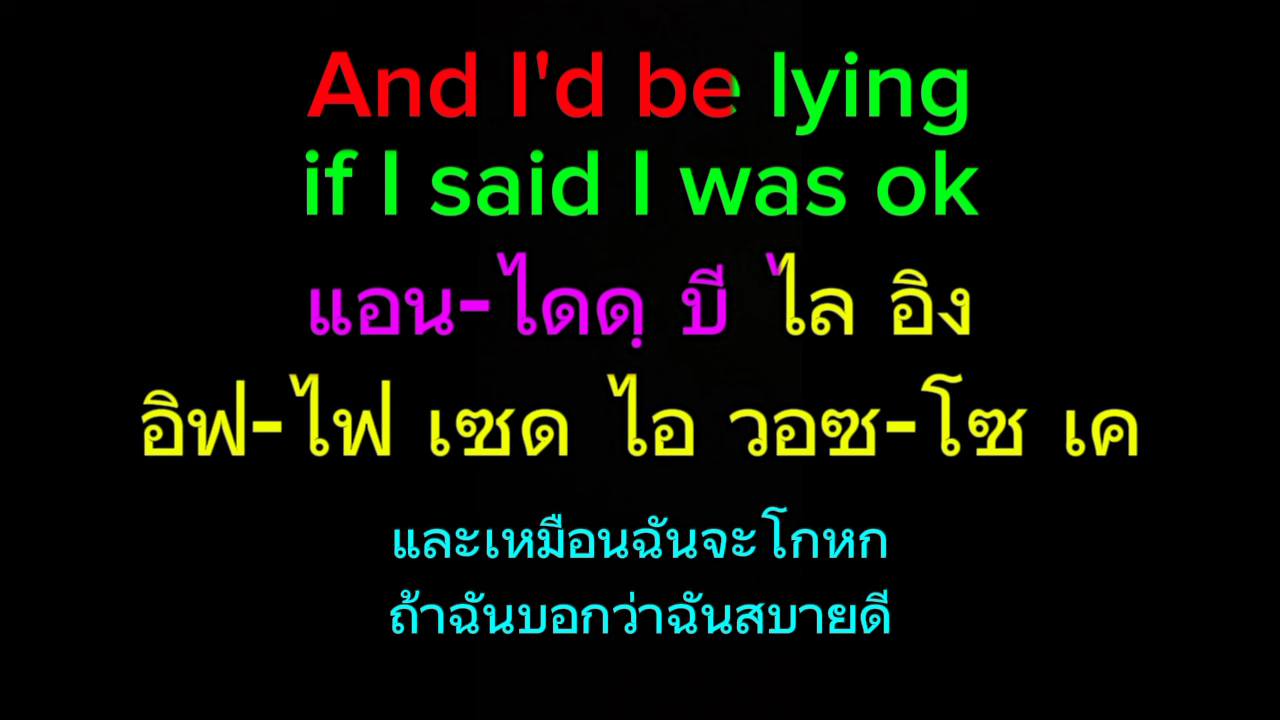 And I'd be lying
if I said I was ok
แอน-ไดดฺ บี ไล อิง
อิฟ-ไฟ เซด ไอ วอซ-โซ เค
และเหมือนฉันจะโกหก
ถ้าฉันบอกว่าฉันสบายดี